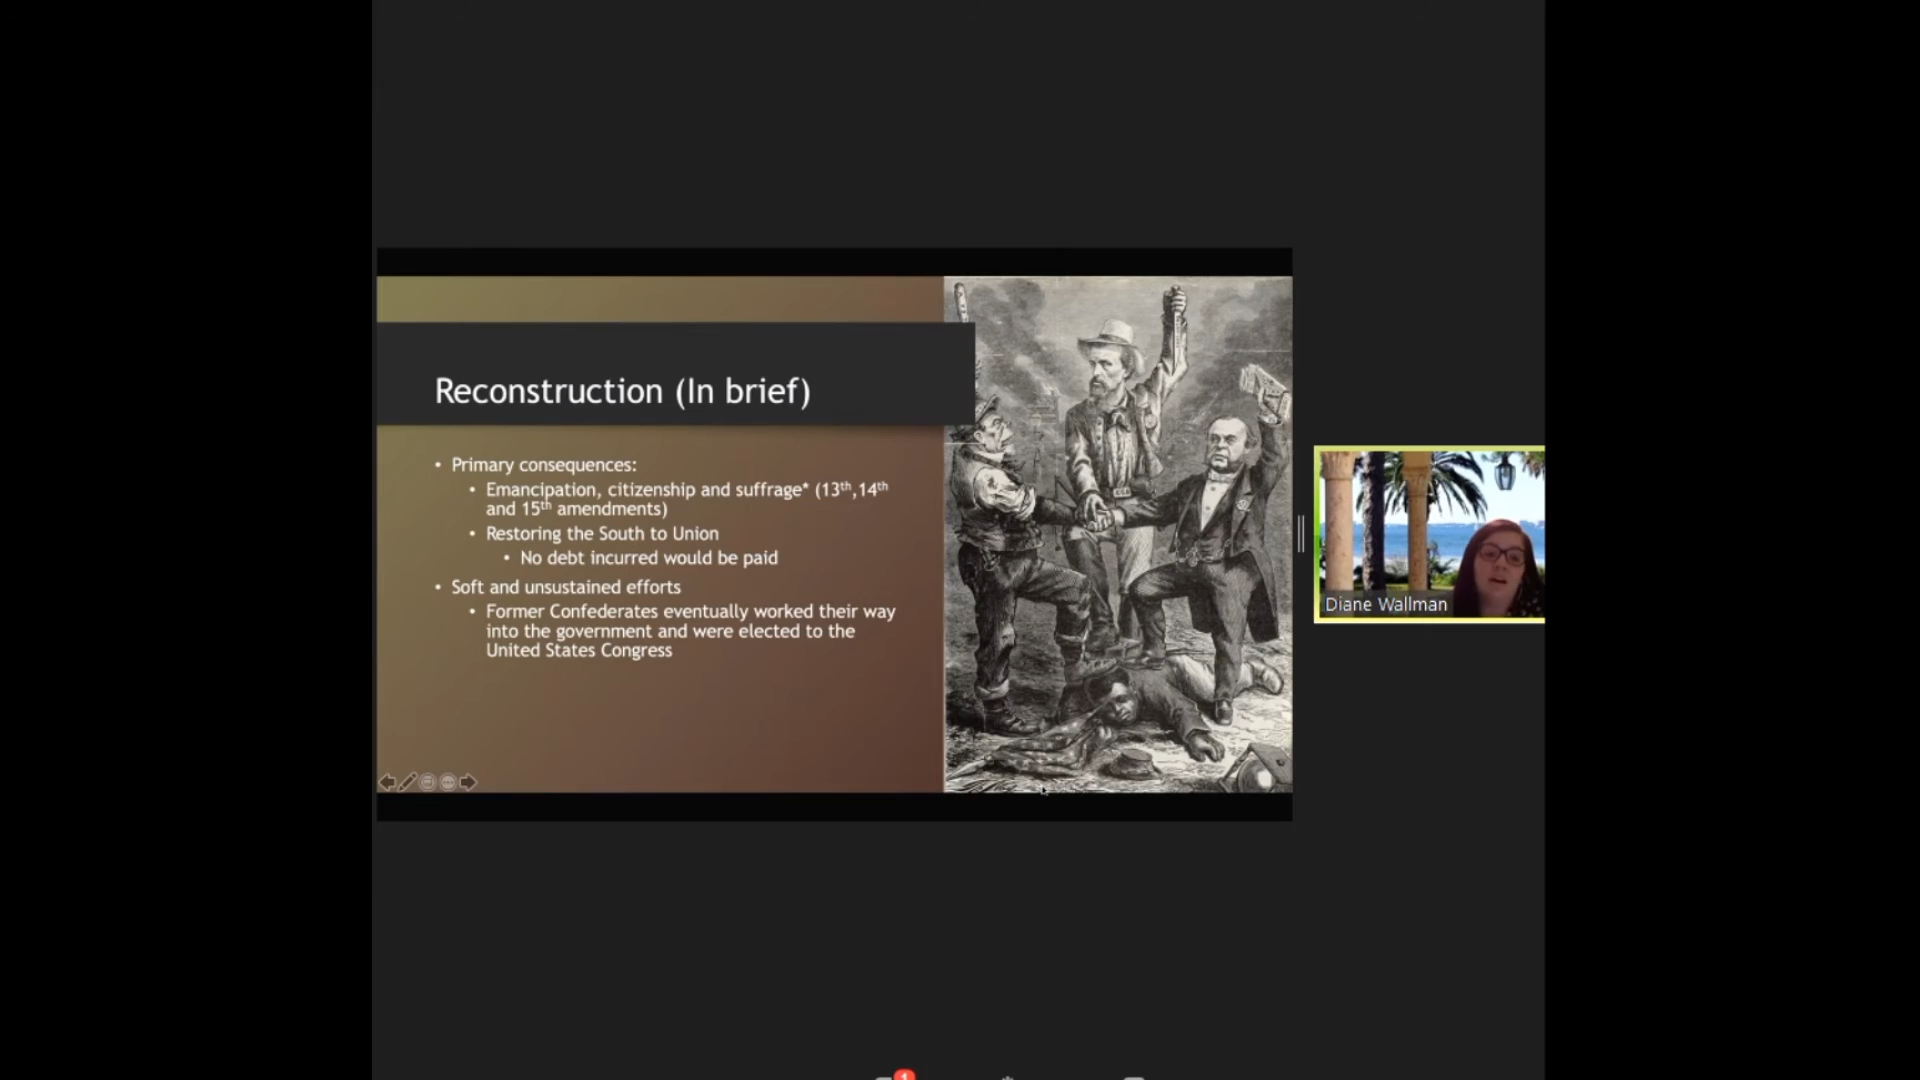 Reconstruction (In brief)
• Primary consequences:
• Emancipation, citizenship and suffrage* (13th,14th
and 15th amendments)
• Restoring the South to Union
• No debt incurred would be paid
• Soft and unsustained efforts
• Former Confederates eventually worked their way
into the government and were elected to the
United States Congress
Diane Wallman
1